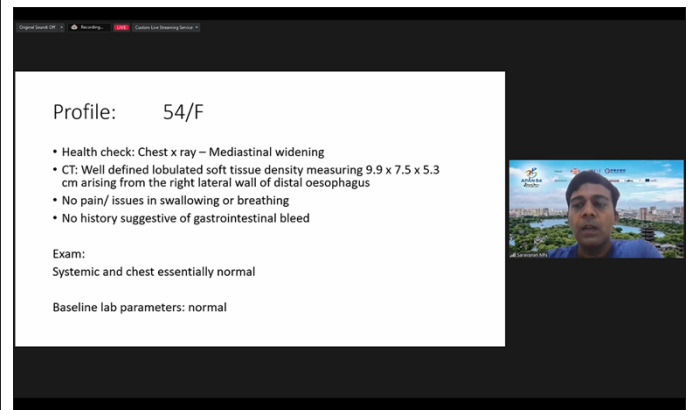 Original Sound: Off
Recording...
LIVE
Custom Live Streaming Service
Profile: 54/F
• Health check: Chest x ray – Mediastinal widening
• CT: Well defined lobulated soft tissue density measuring 9.9 x 7.5 x 5.3
cm arising from the right lateral wall of distal oesophagus
• No pain/ issues in swallowing or breathing
• No history suggestive of gastrointestinal bleed
Exam:
Systemic and chest essentially normal
Baseline lab parameters: normal